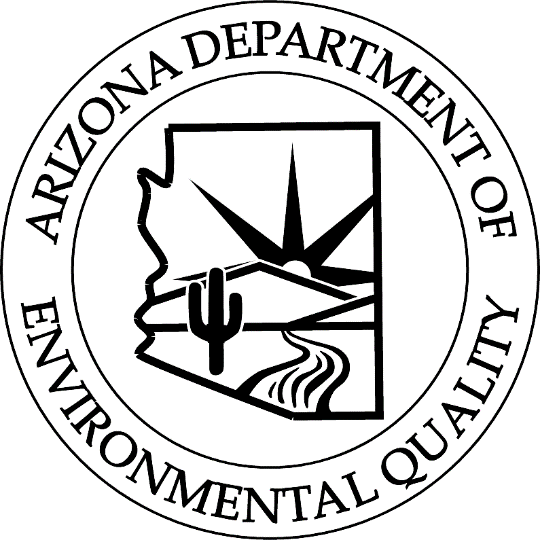 ARIZONA DEPARTMENT OF
ENVIRONMENTAL QUALITY